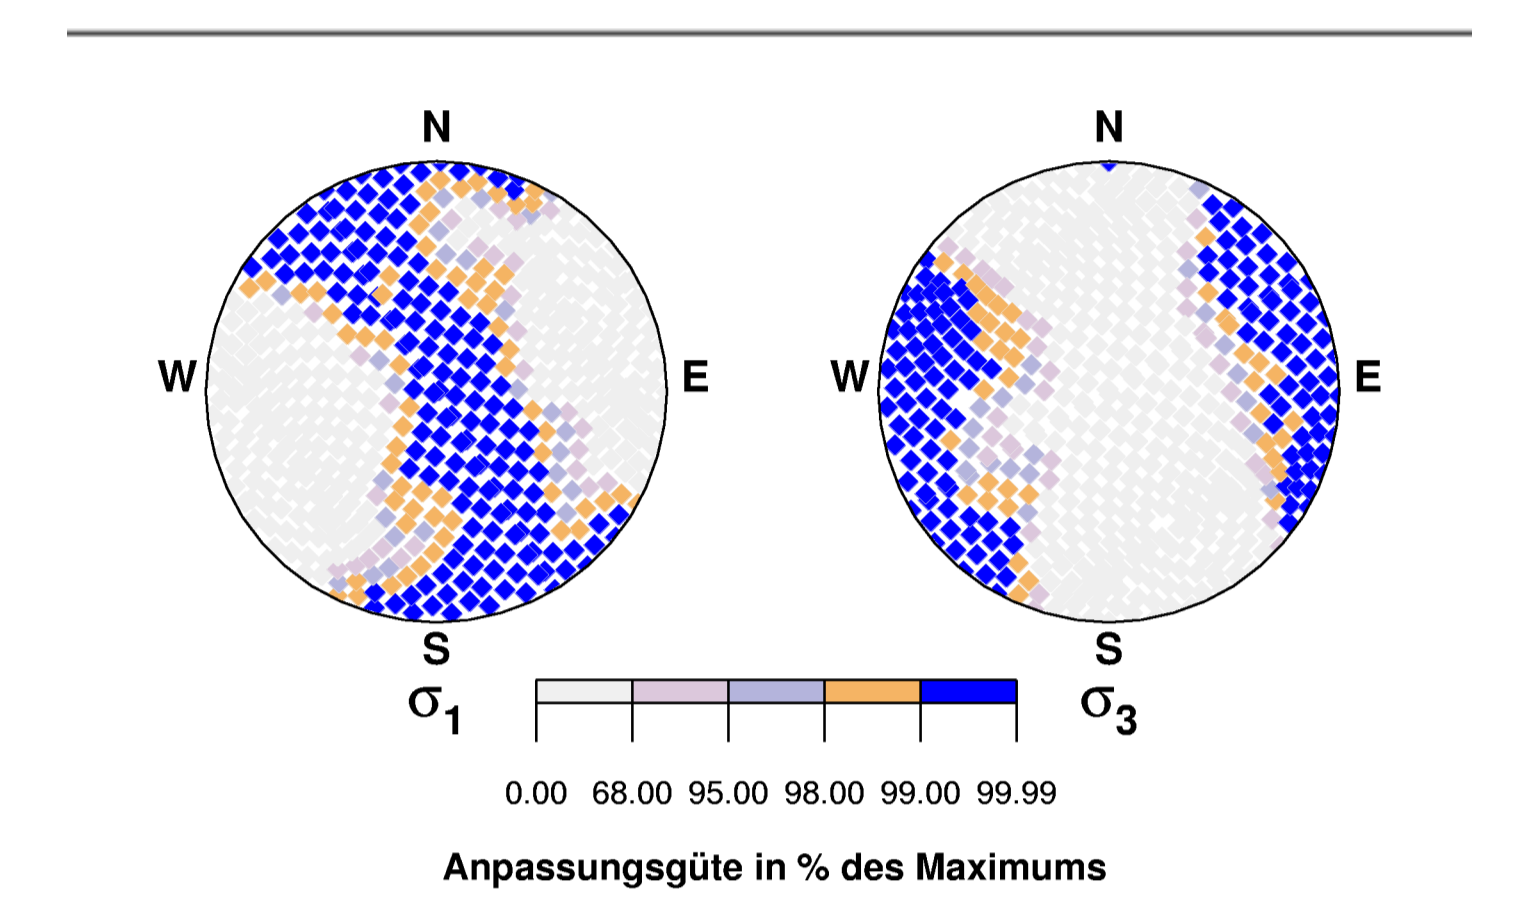 N N
W E W E
S S
σ1 σ3
0.00 68.00 95.00 98.00 99.00 99.99
Anpassungsgüte in % des Maximums